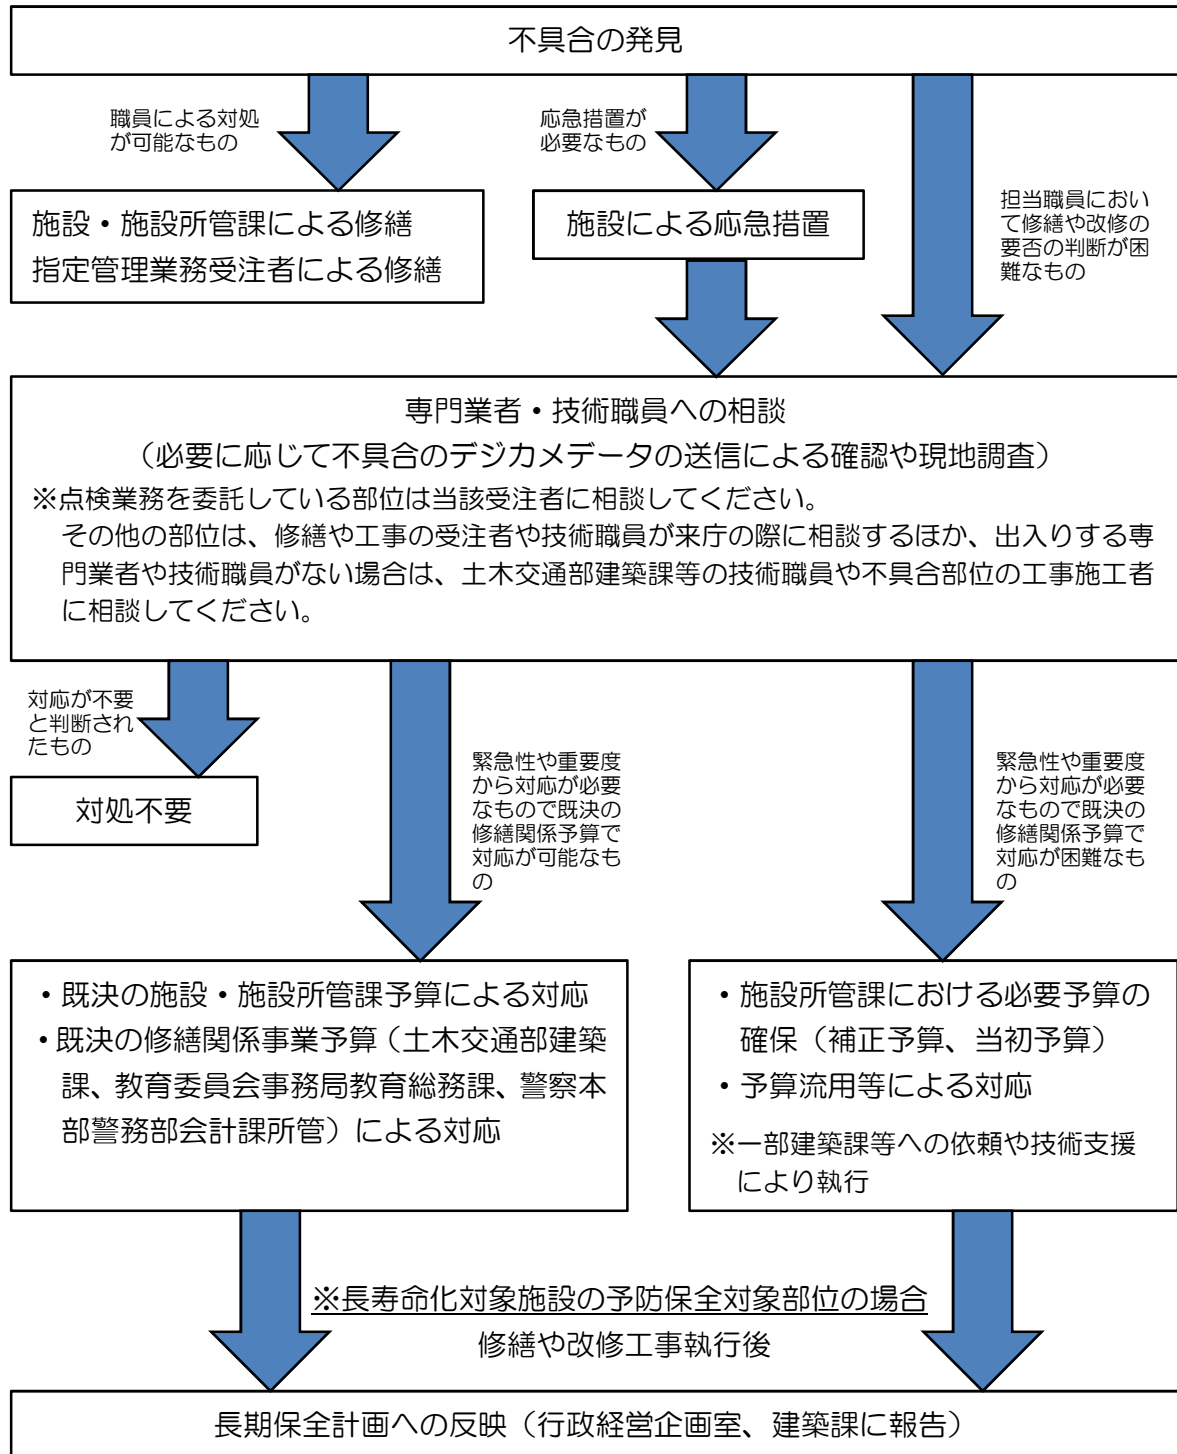 不具合の発見
職員による対処
が可能なもの
応急措置が
必要なもの
施設・施設所管課による修繕
指定管理業務受注者による修繕
施設による応急措置
担当職員におい
て修繕や改修の
要否の判断が困
難なもの
専門業者・技術職員への相談
（必要に応じて不具合のデジカメデータの送信による確認や現地調査）
※点検業務を委託している部位は当該受注者に相談してください。
その他の部位は、修繕や工事の受注者や技術職員が来庁の際に相談するほか、出入りする専
門業者や技術職員がない場合は、土木交通部建築課等の技術職員や不具合部位の工事施工者
に相談してください。
対応が不要
と判断され
たもの
対処不要
緊急性や重要度
から対応が必要
なもので既決の
修繕関係予算で
対応が可能なも
の
緊急性や重要度
から対応が必要
なもので既決の
修繕関係予算で
対応が困難なも
の
・既決の施設・施設所管課予算による対応
・既決の修繕関係事業予算（土木交通部建築
課、教育委員会事務局教育総務課、警察本
部警務部会計課所管）による対応
・施設所管課における必要予算の
確保（補正予算、当初予算）
・予算流用等による対応
※一部建築課等への依頼や技術支援
により執行
※長寿命化対象施設の予防保全対象部位の場合
修繕や改修工事執行後
長期保全計画への反映（行政経営企画室、建築課に報告）